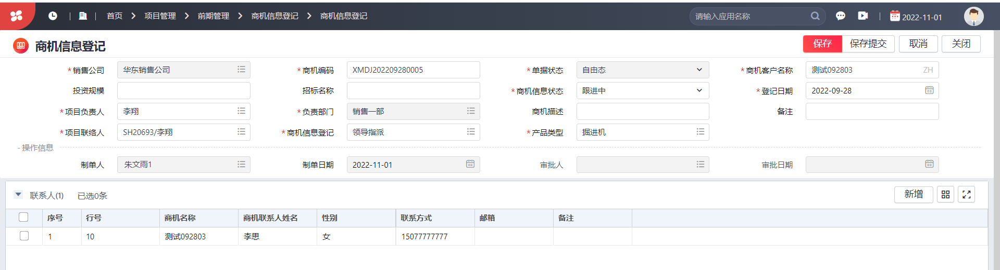 首页 项目管理 前期管理 商机信息登记 商机信息登记 请输入应用名称 2022-11-01
商机信息登记 保存 保存提交 取消 关闭
*销售公司 华东销售公司 *商机编码 XMDJ202209280005 *单据状态 自由态 *商机客户名称 测试092803 ZH
投资规模 招标名称 *商机信息状态 跟进中 *登记日期 2022-09-28
*项目负责人 李翔 *负责部门 销售一部 商机描述 备注
*项目联络人 SH20693/李翔 *商机信息登记 领导指派 *产品类型 掘进机
- 操作信息
制单人 朱文雨1 制单日期 2022-11-01 审批人 审批日期
联系人(1) 已选0条 新增
序号 行号 商机名称 商机联系人姓名 性别 联系方式 邮箱 备注
1 10 测试092803 李思 女 15077777777